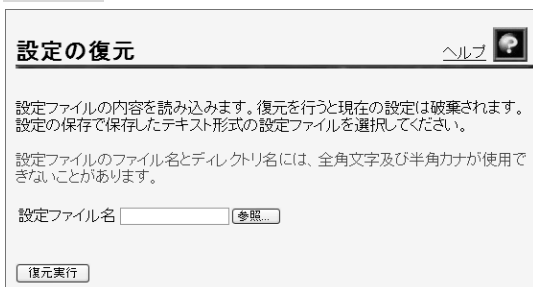 設定の復元
ヘルプ
設定ファイルの内容を読み込みます。復元を行うと現在の設定は破棄されます。
設定の保存で保存したテキスト形式の設定ファイルを選択してください。
設定ファイルのファイル名とディレクトリ名には、全角文字及び半角カナが使用で
きないことがあります。
設定ファイル名 参照...
復元実行